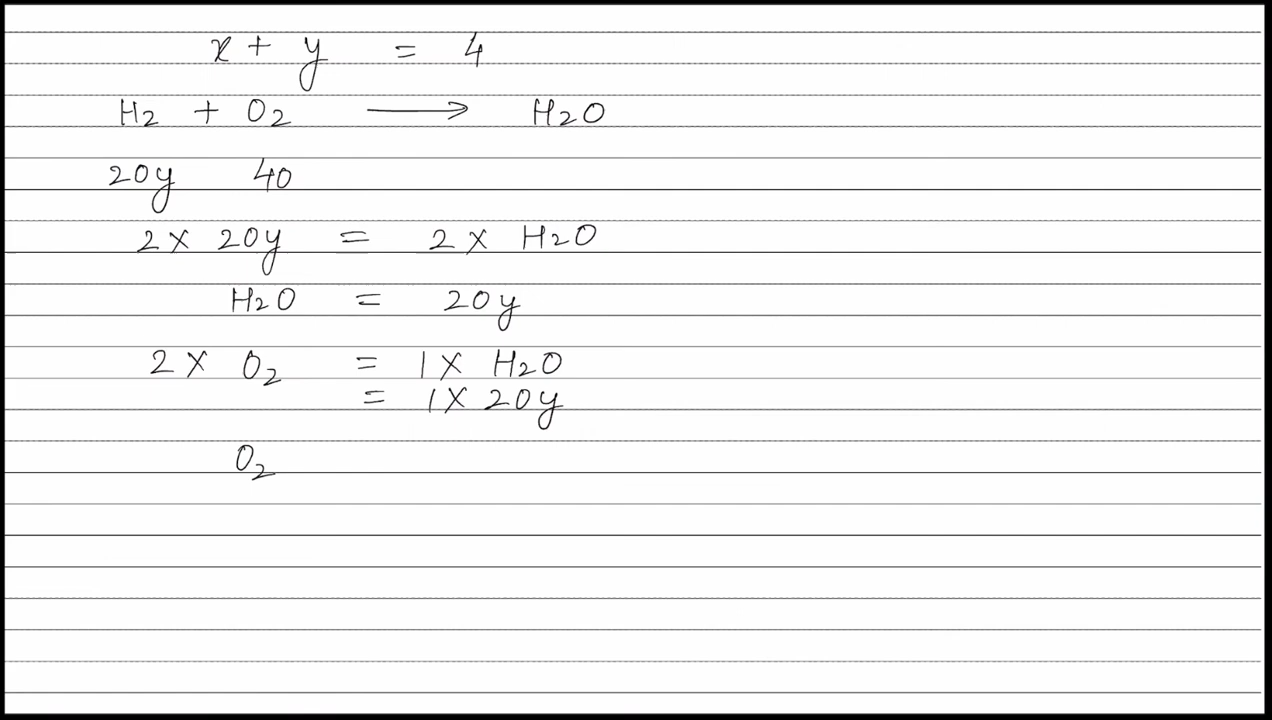 x + y = 4
H2 + O2 ⟶ H2O
20y 40
2 × 20y = 2 × H2O
H2O = 20y
2 × O2 = 1 × H2O
= 1 × 20y
O2